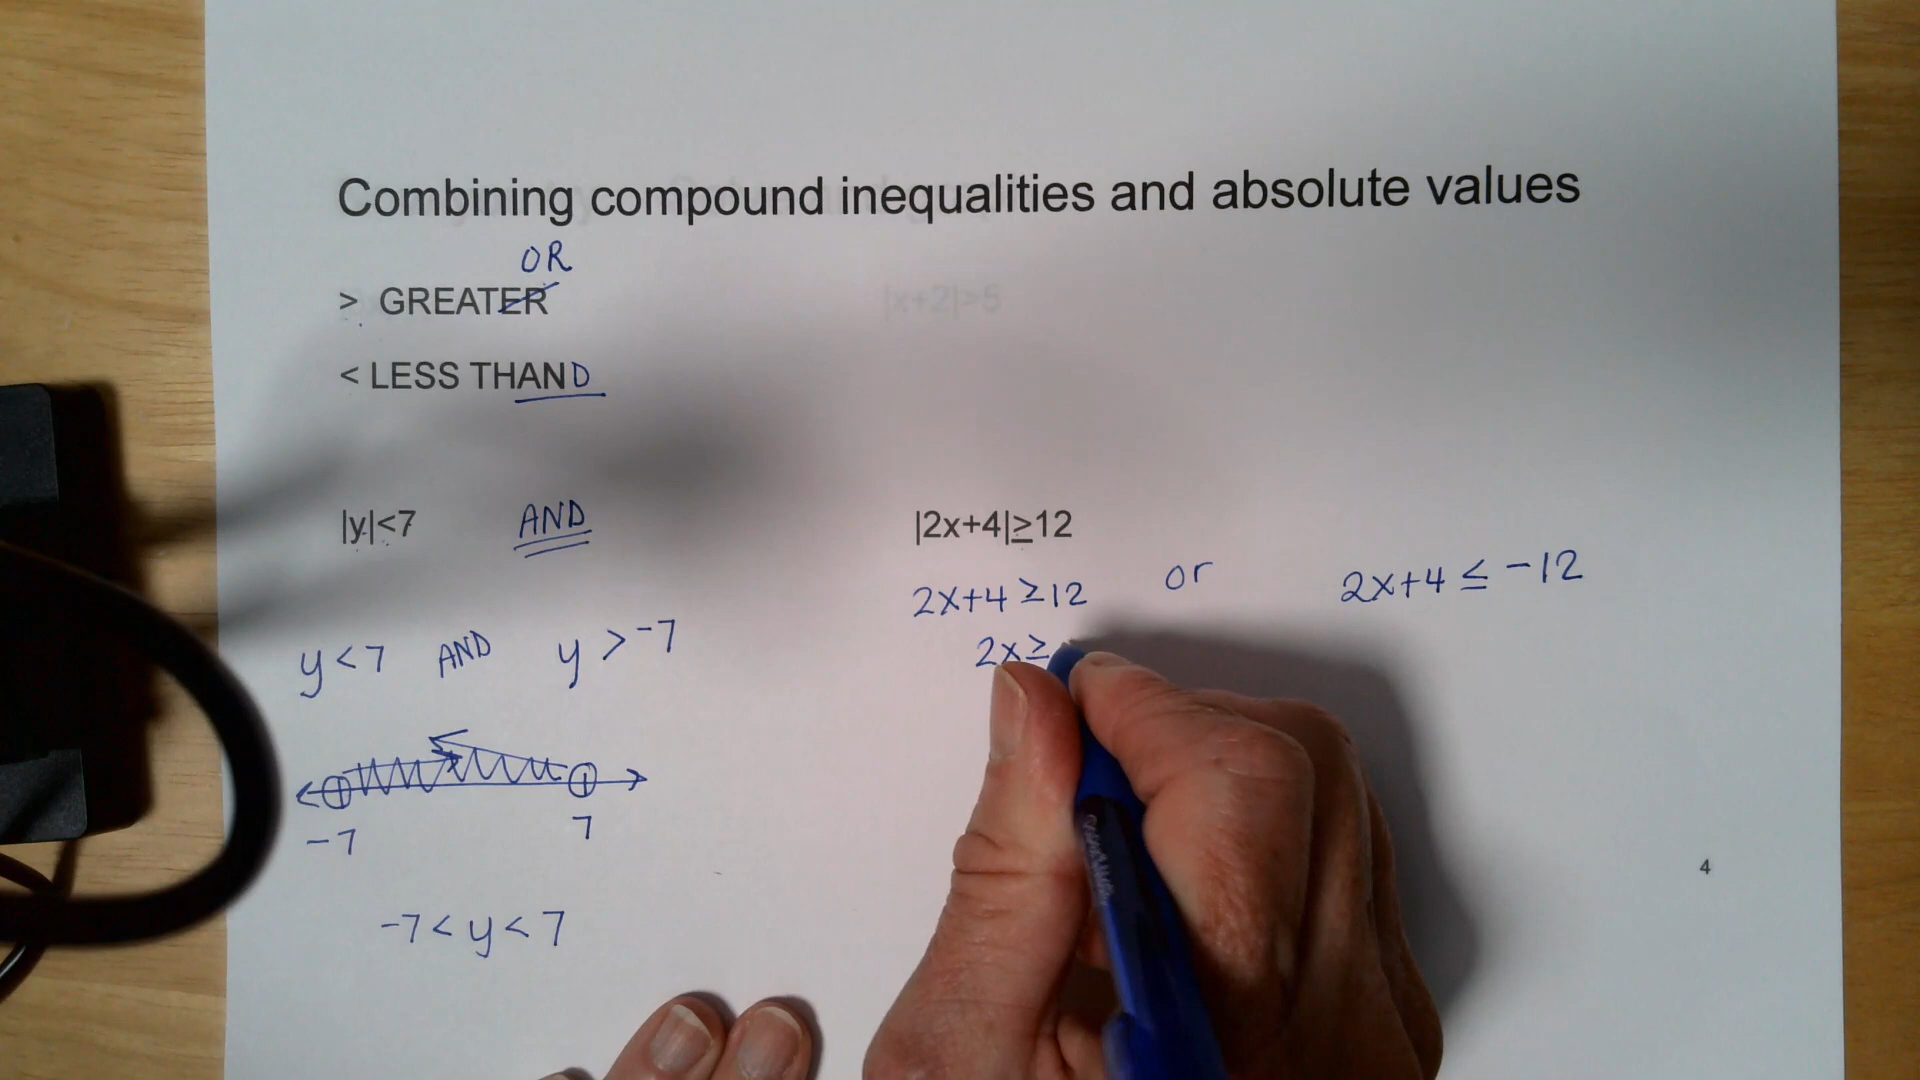 Combining compound inequalities and absolute values
OR
> GREATER
< LESS THAND
|x+2|>5
|y|<7 AND
y<7 AND y>-7
-7 7
-7<y<7
|2x+4|≥12
2x+4≥12 or 2x+4≤-12
2x≥
4